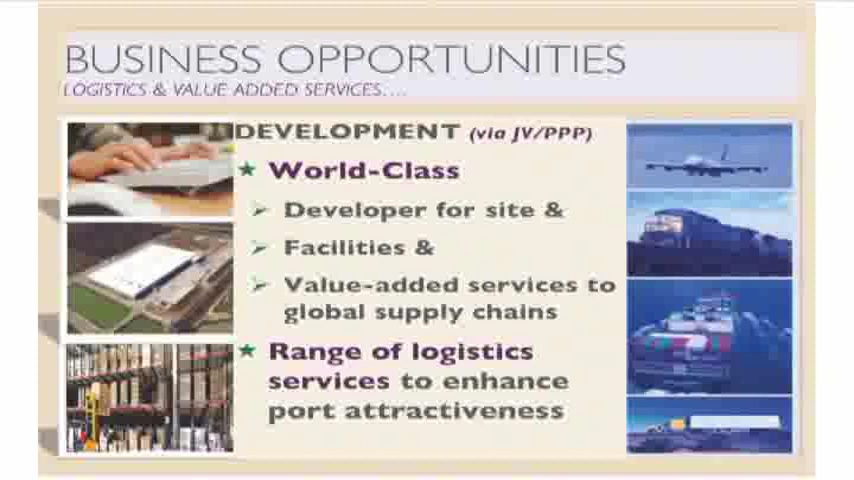 BUSINESS OPPORTUNITIES
LOGISTICS & VALUE ADDED SERVICES....
DEVELOPMENT (via JV/PPP)
★ World-Class
➢ Developer for site &
➢ Facilities &
➢ Value-added services to
global supply chains
★ Range of logistics
services to enhance
port attractiveness